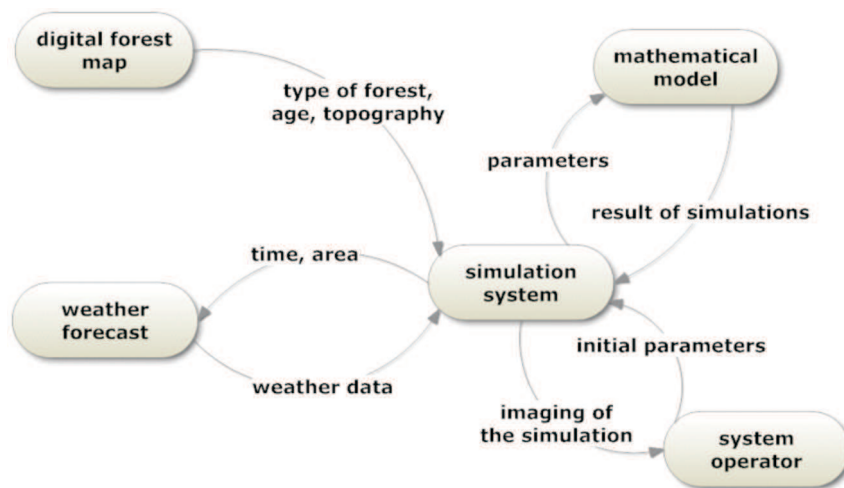 digital forest
map
mathematical
model
type of forest,
age, topography
parameters
result of simulations
time, area
simulation
system
weather
forecast
initial parameters
weather data
imaging of
the simulation
system
operator